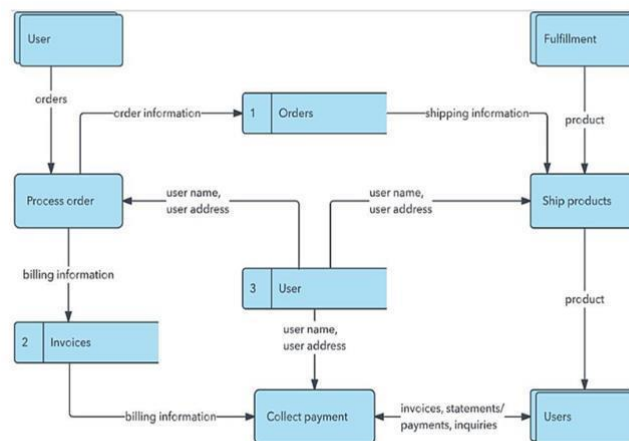 User
Fulfillment
orders
order information
1 Orders
shipping information
product
Process order
user name,
user address
user name,
user address
Ship products
billing information
3 User
product
2 Invoices
user name,
user address
billing information
Collect payment
invoices, statements/
payments, inquiries
Users